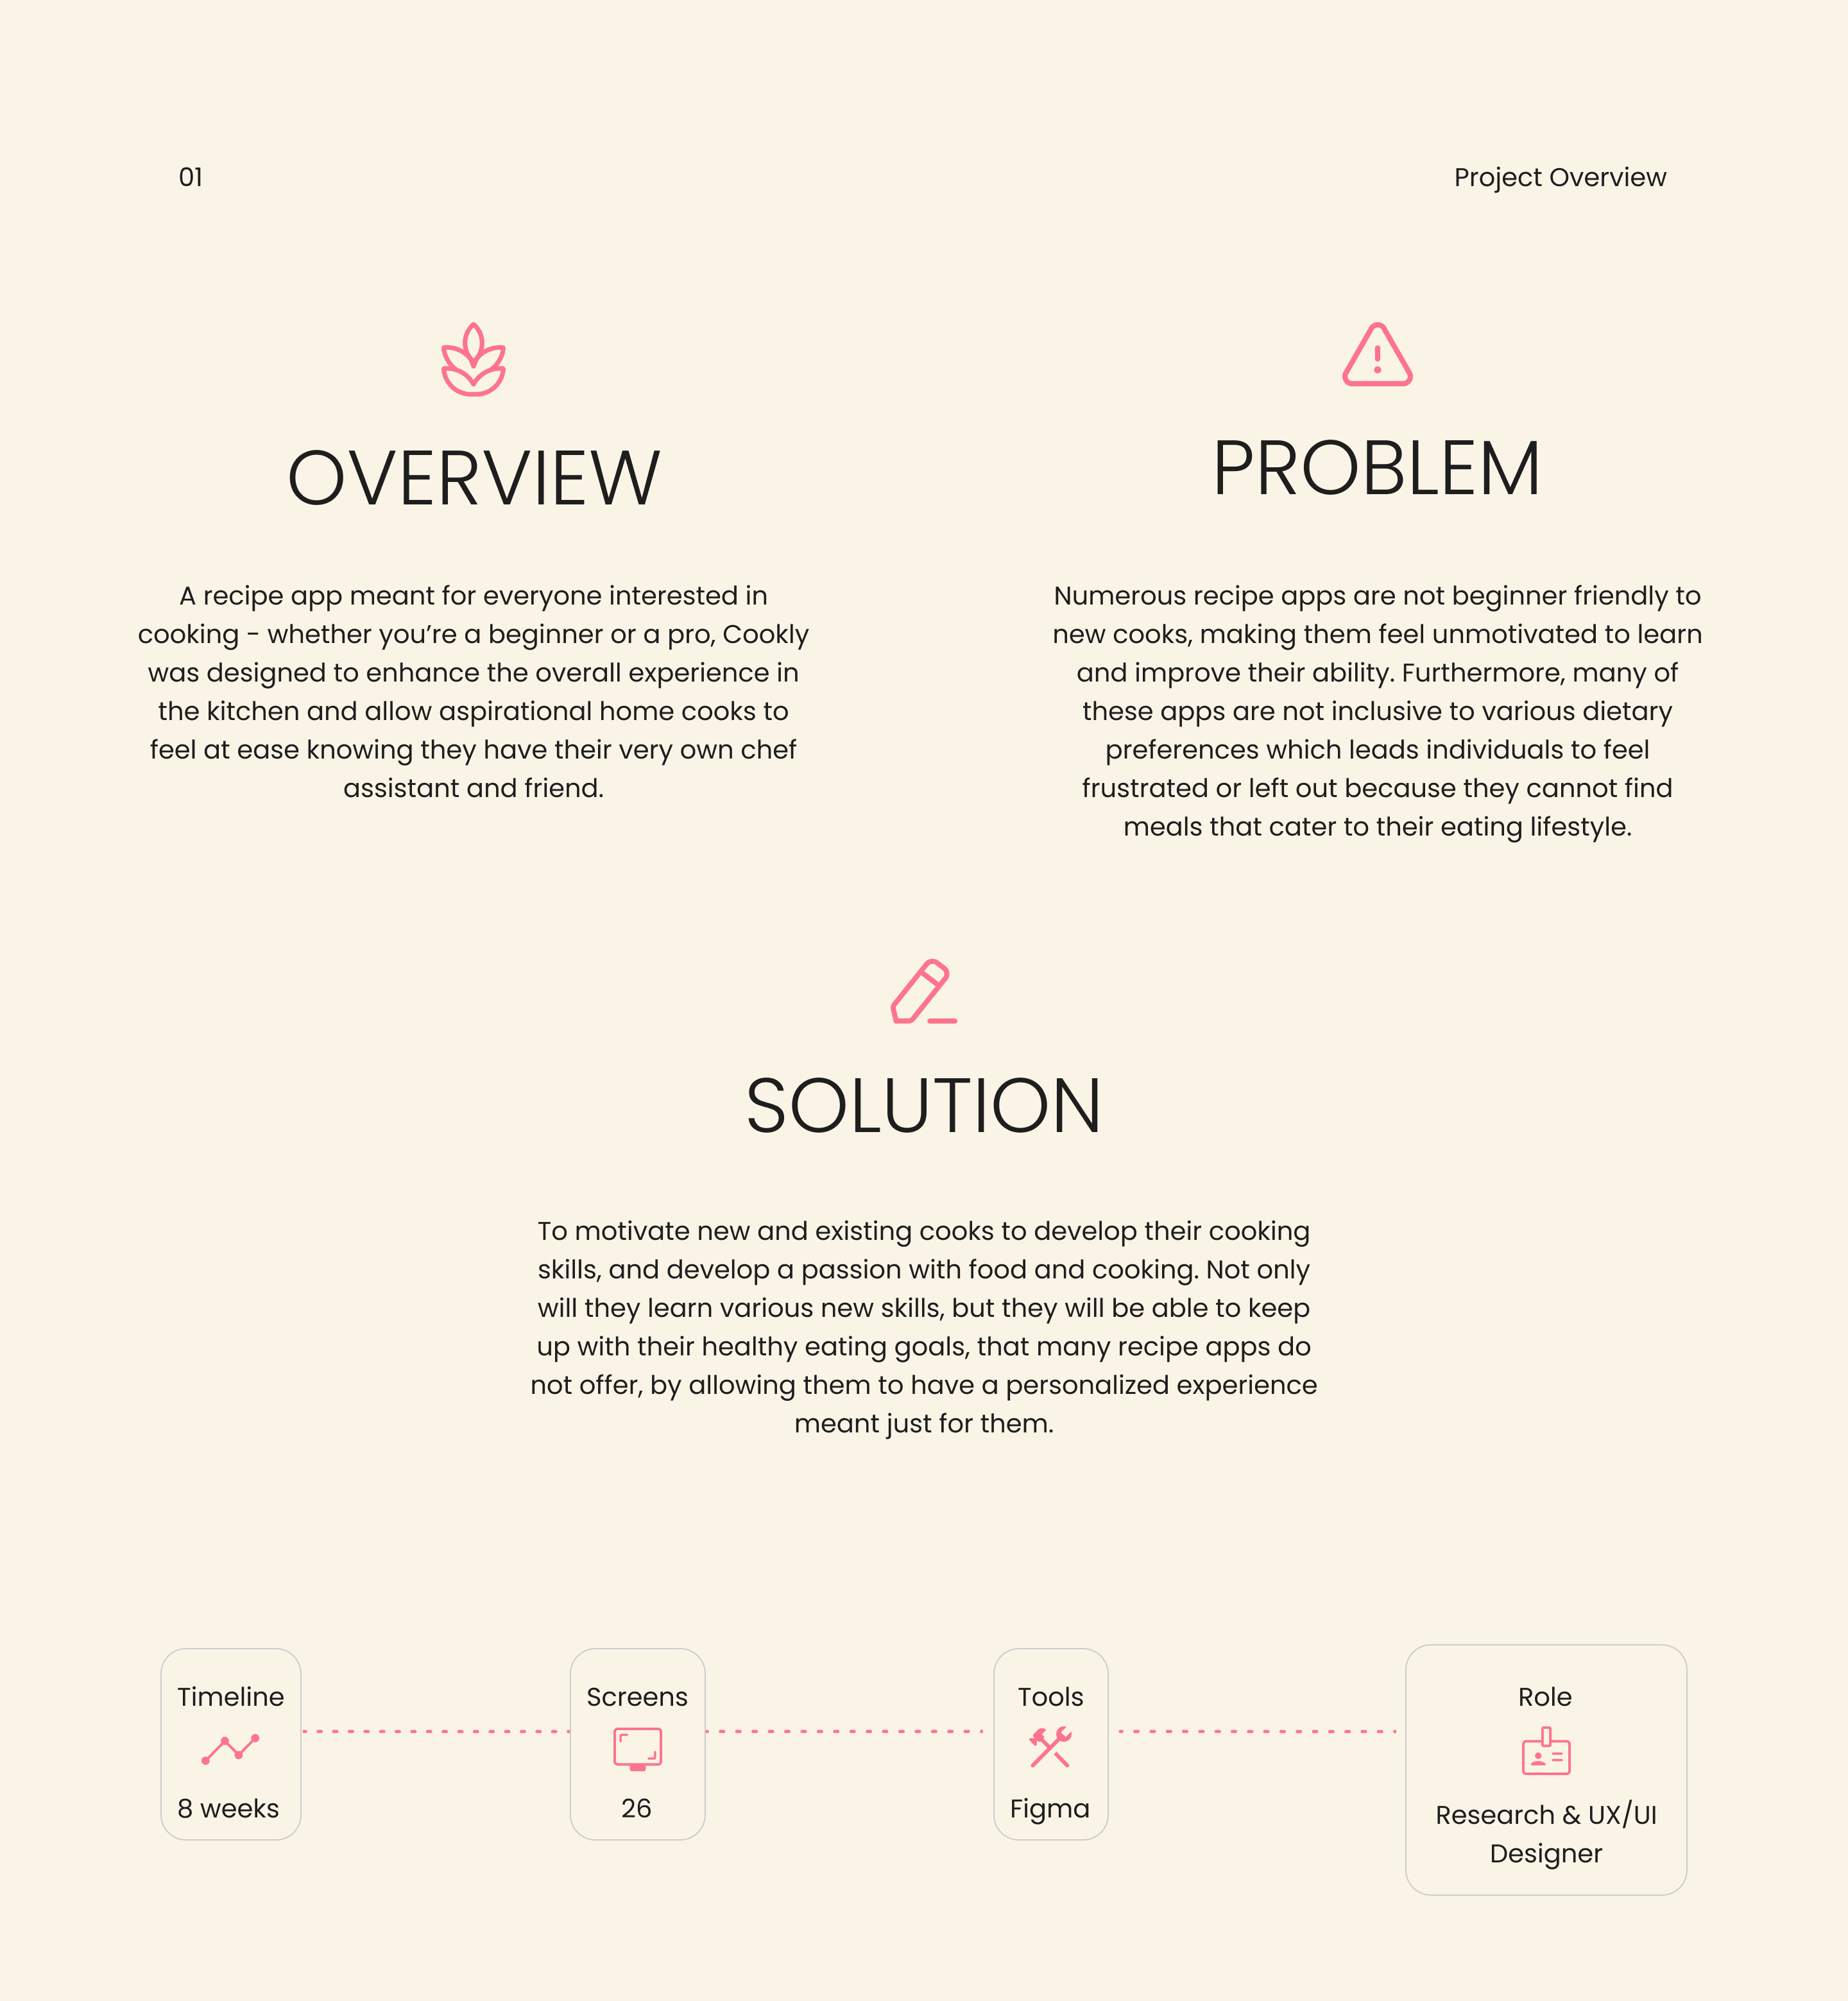 01
Project Overview
OVERVIEW
A recipe app meant for everyone interested in
cooking - whether you’re a beginner or a pro, Cookly
was designed to enhance the overall experience in
the kitchen and allow aspirational home cooks to
feel at ease knowing they have their very own chef
assistant and friend.
PROBLEM
Numerous recipe apps are not beginner friendly to
new cooks, making them feel unmotivated to learn
and improve their ability. Furthermore, many of
these apps are not inclusive to various dietary
preferences which leads individuals to feel
frustrated or left out because they cannot find
meals that cater to their eating lifestyle.
SOLUTION
To motivate new and existing cooks to develop their cooking
skills, and develop a passion with food and cooking. Not only
will they learn various new skills, but they will be able to keep
up with their healthy eating goals, that many recipe apps do
not offer, by allowing them to have a personalized experience
meant just for them.
Timeline
8 weeks
Screens
26
Tools
Figma
Role
Research & UX/UI
Designer